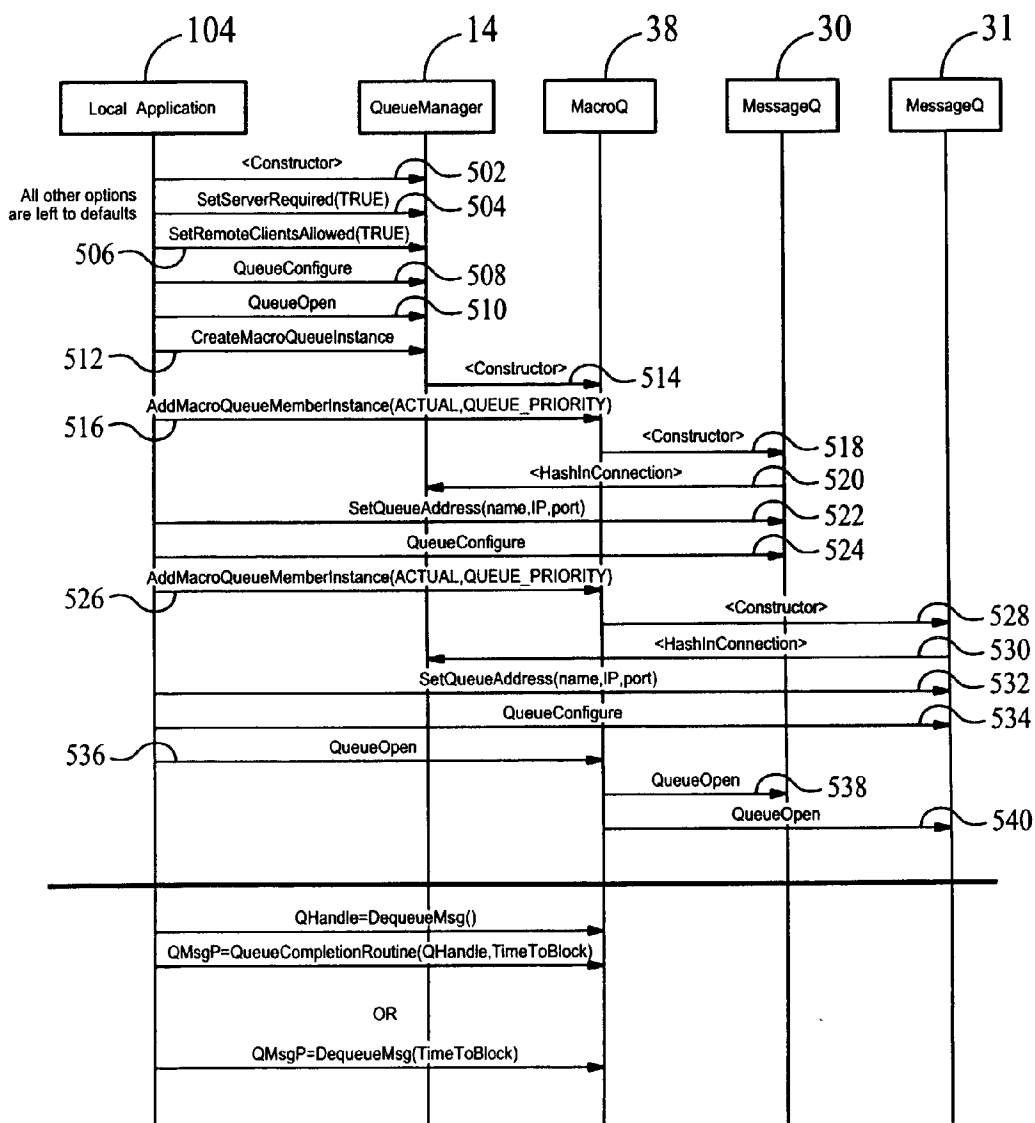 104
14
38
30
31
Local Application
QueueManager
MacroQ
MessageQ
MessageQ
<Constructor>
502
All other options
are left to defaults
SetServerRequired(TRUE)
504
SetRemoteClientsAllowed(TRUE)
506
QueueConfigure
508
QueueOpen
510
CreateMacroQueueInstance
512
<Constructor>
514
AddMacroQueueMemberInstance(ACTUAL,QUEUE_PRIORITY)
516
<Constructor>
518
<HashInConnection>
520
SetQueueAddress(name,IP,port)
522
QueueConfigure
524
AddMacroQueueMemberInstance(ACTUAL,QUEUE_PRIORITY)
526
<Constructor>
528
<HashInConnection>
530
SetQueueAddress(name,IP,port)
532
QueueConfigure
534
536
QueueOpen
QueueOpen
538
QueueOpen
540
QHandle=DequeueMsg()
QMsgP=QueueCompletionRoutine(QHandle,TimeToBlock)
OR
QMsgP=DequeueMsg(TimeToBlock)